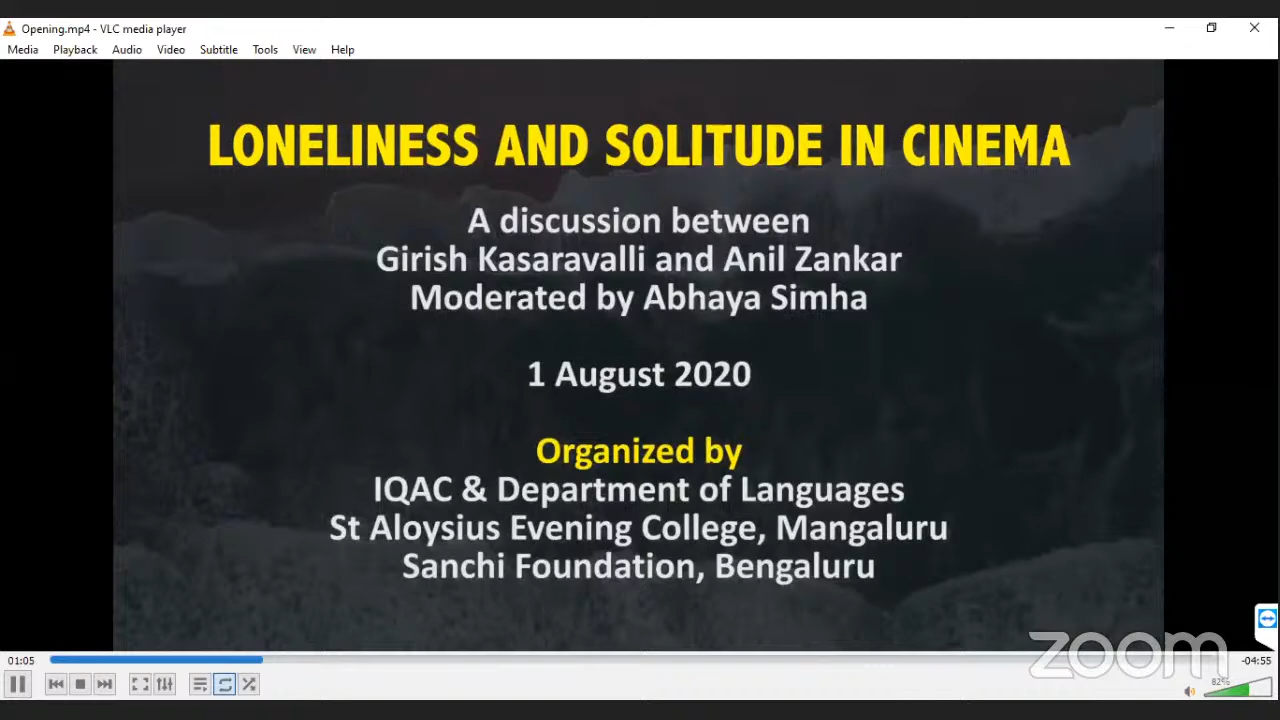 Opening.mp4 - VLC media player
Media Playback Audio Video Subtitle Tools View Help
LONELINESS AND SOLITUDE IN CINEMA
A discussion between
Girish Kasaravalli and Anil Zankar
Moderated by Abhaya Simha
1 August 2020
Organized by
IQAC & Department of Languages
St Aloysius Evening College, Mangaluru
Sanchi Foundation, Bengaluru
zoom
01:05
-04:55
82%